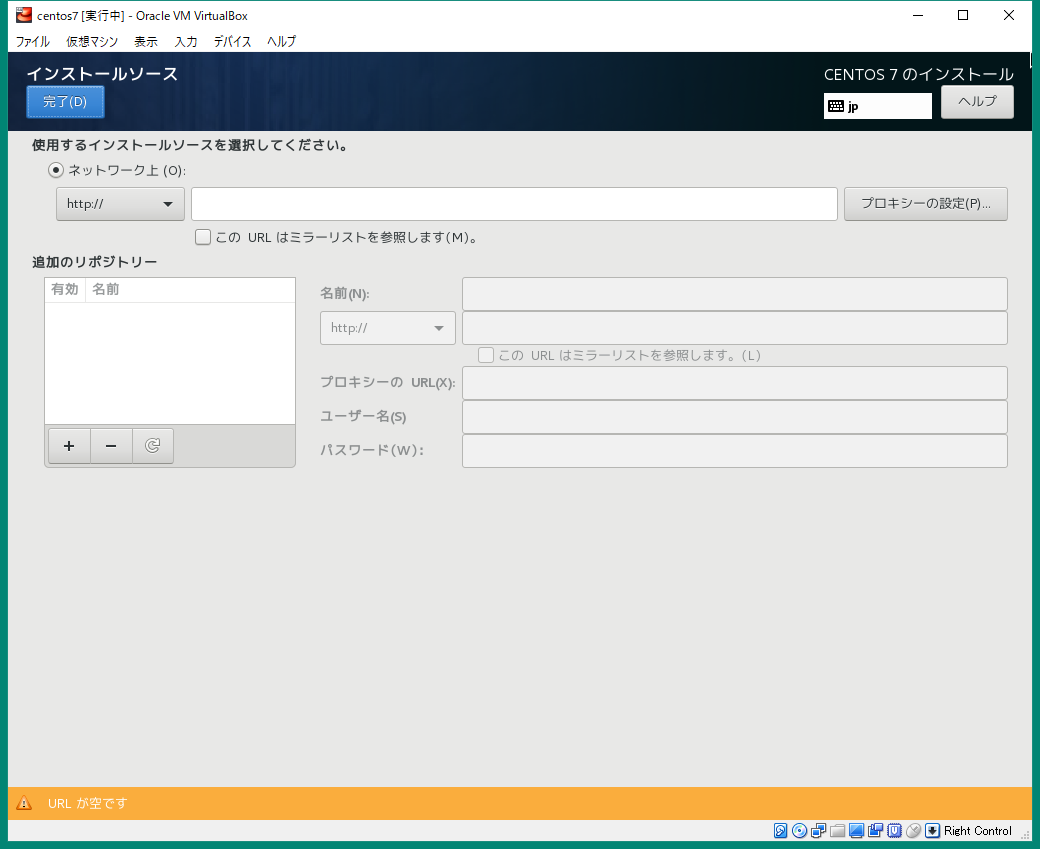 centos7 [実行中] - Oracle VM VirtualBox
ファイル 仮想マシン 表示 入力 デバイス ヘルプ
インストールソース
CENTOS 7 のインストール
完了(D)
jp
ヘルプ
使用するインストールソースを選択してください。
ネットワーク上 (O):
http://
プロキシーの設定(P)...
この URL はミラーリストを参照します(M)。
追加のリポジトリー
有効 名前
名前(N):
http://
この URL はミラーリストを参照します。(L)
プロキシーの URL(X):
ユーザー名(S)
パスワード(W):
URL が空です
Right Control